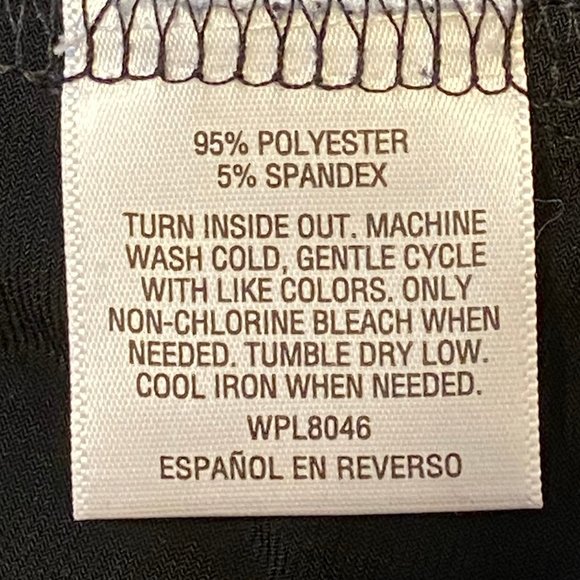 95% POLYESTER
5% SPANDEX
TURN INSIDE OUT. MACHINE
WASH COLD, GENTLE CYCLE
WITH LIKE COLORS. ONLY
NON-CHLORINE BLEACH WHEN
NEEDED. TUMBLE DRY LOW.
COOL IRON WHEN NEEDED.
WPL8046
ESPAÑOL EN REVERSO